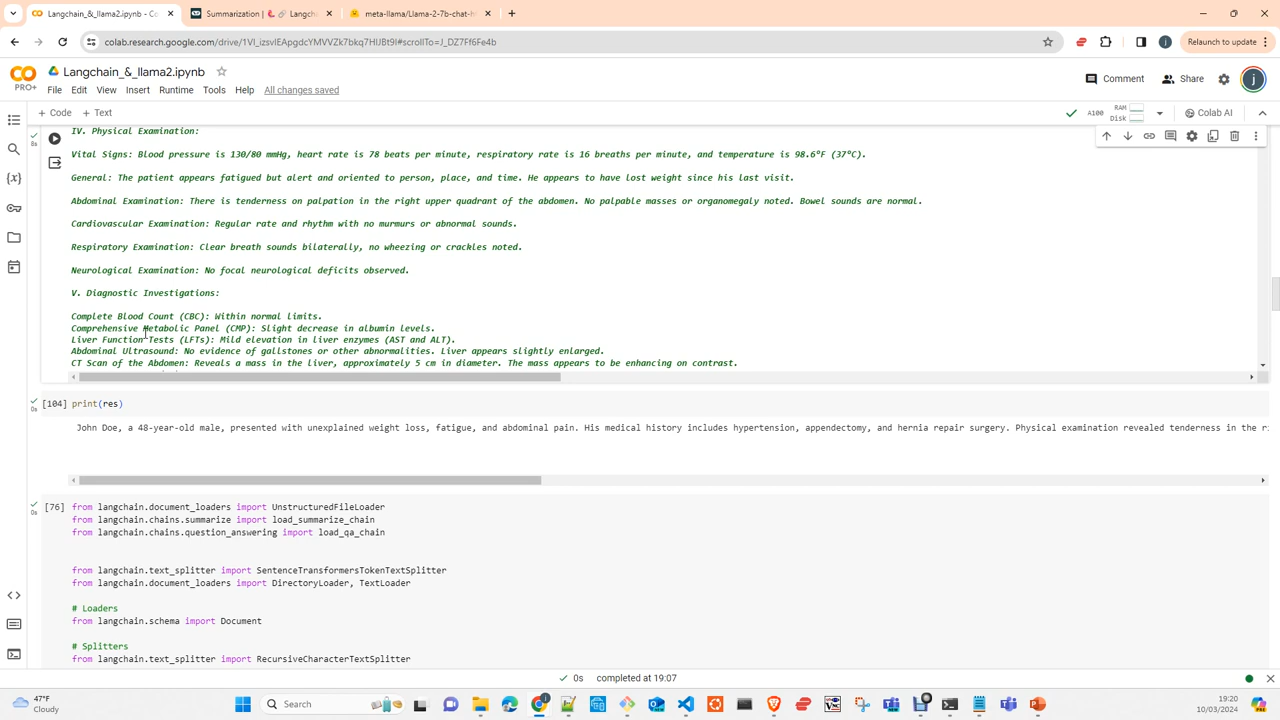 Langchain_&_llama2.ipynb - Co
Summarization | Langch
meta-llama/Llama-2-7b-chat-h
colab.research.google.com/drive/1Vl_izsvIEApgdcYMVVZk7bkq7HIJBt9I#scrollTo=J_DZ7Ff6Fe4b
Relaunch to update
PRO+
Langchain_&_llama2.ipynb
File Edit View Insert Runtime Tools Help All changes saved
Comment Share j
+ Code + Text
A100 RAM Disk Colab AI
8s
IV. Physical Examination:
Vital Signs: Blood pressure is 130/80 mmHg, heart rate is 78 beats per minute, respiratory rate is 16 breaths per minute, and temperature is 98.6°F (37°C).
General: The patient appears fatigued but alert and oriented to person, place, and time. He appears to have lost weight since his last visit.
Abdominal Examination: There is tenderness on palpation in the right upper quadrant of the abdomen. No palpable masses or organomegaly noted. Bowel sounds are normal.
Cardiovascular Examination: Regular rate and rhythm with no murmurs or abnormal sounds.
Respiratory Examination: Clear breath sounds bilaterally, no wheezing or crackles noted.
Neurological Examination: No focal neurological deficits observed.
V. Diagnostic Investigations:
Complete Blood Count (CBC): Within normal limits.
Comprehensive Metabolic Panel (CMP): Slight decrease in albumin levels.
Liver Function Tests (LFTs): Mild elevation in liver enzymes (AST and ALT).
Abdominal Ultrasound: No evidence of gallstones or other abnormalities. Liver appears slightly enlarged.
CT Scan of the Abdomen: Reveals a mass in the liver, approximately 5 cm in diameter. The mass appears to be enhancing on contrast.
0s [104] print(res)
John Doe, a 48-year-old male, presented with unexplained weight loss, fatigue, and abdominal pain. His medical history includes hypertension, appendectomy, and hernia repair surgery. Physical examination revealed tenderness in the ri
0s [76] from langchain.document_loaders import UnstructuredFileLoader
from langchain.chains.summarize import load_summarize_chain
from langchain.chains.question_answering import load_qa_chain
from langchain.text_splitter import SentenceTransformersTokenTextSplitter
from langchain.document_loaders import DirectoryLoader, TextLoader
# Loaders
from langchain.schema import Document
# Splitters
from langchain.text_splitter import RecursiveCharacterTextSplitter
0s completed at 19:07
47°F
Cloudy
Search
19:20
10/03/2024